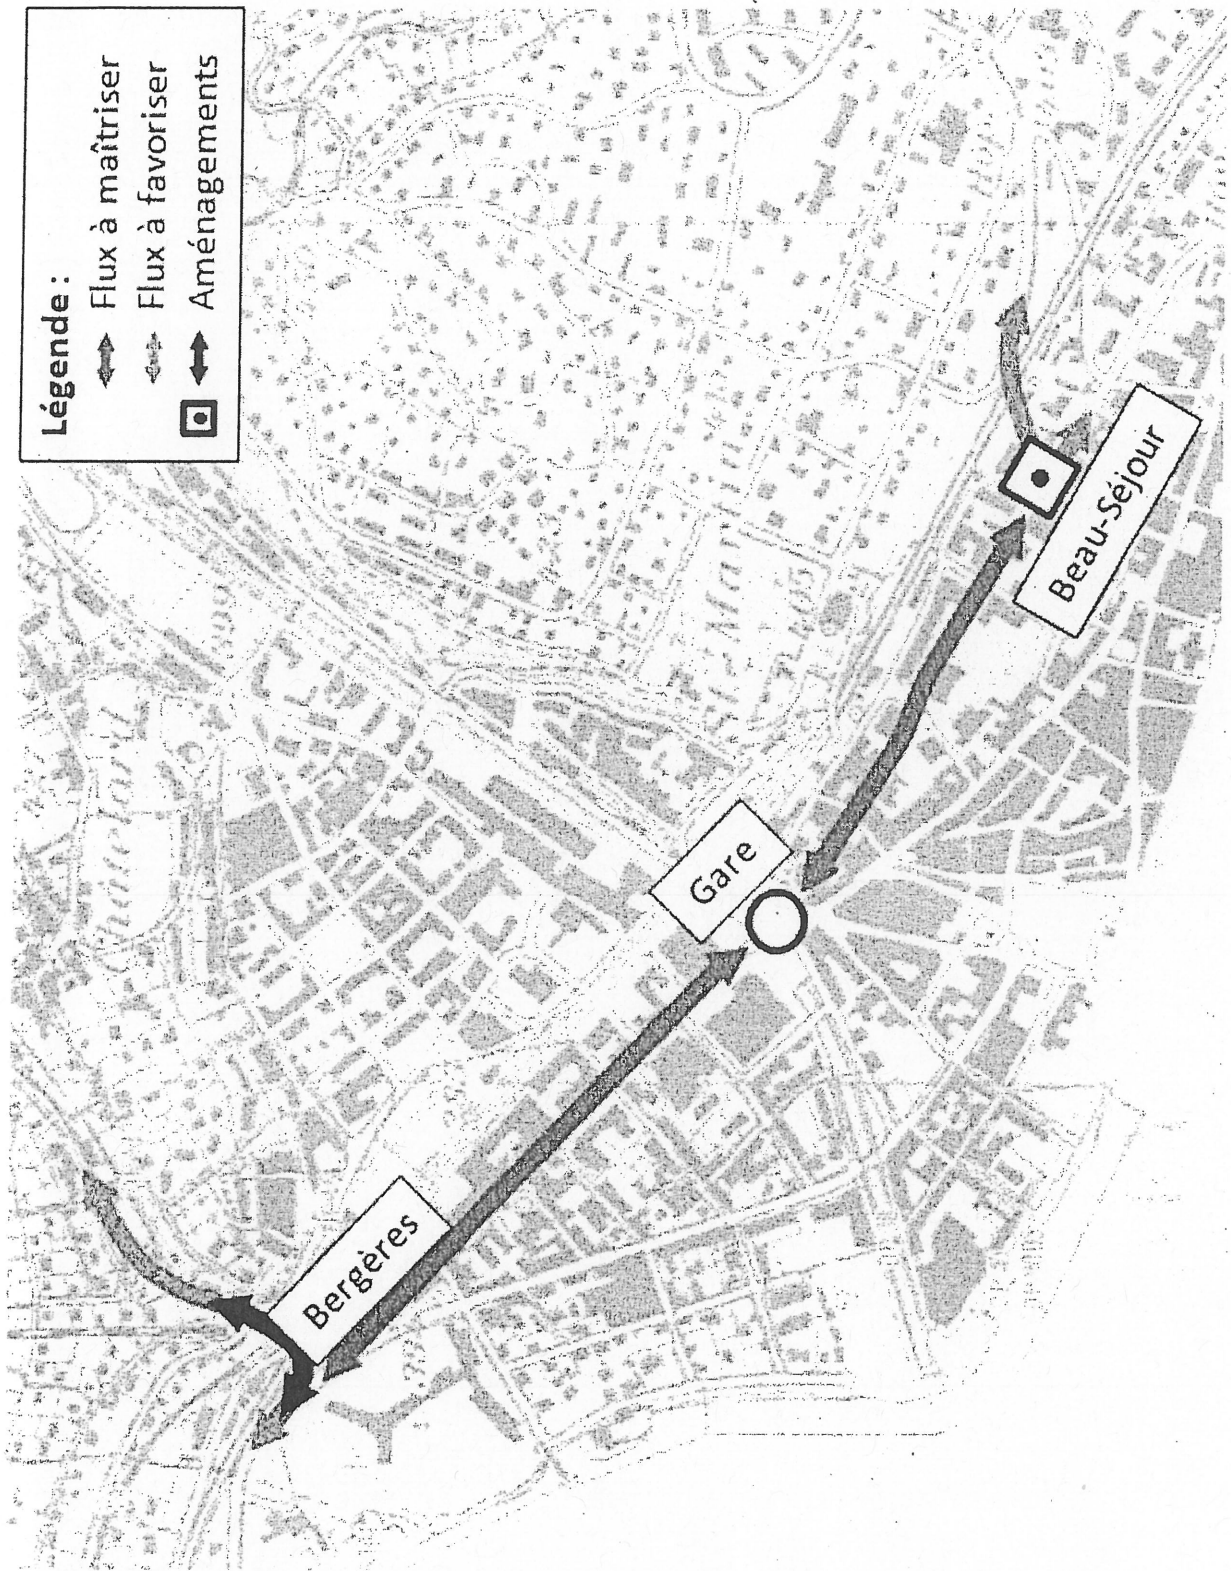 Légende :
Flux à maîtriser
Flux à favoriser
Aménagements
Bergères
Gare
Beau-Séjour